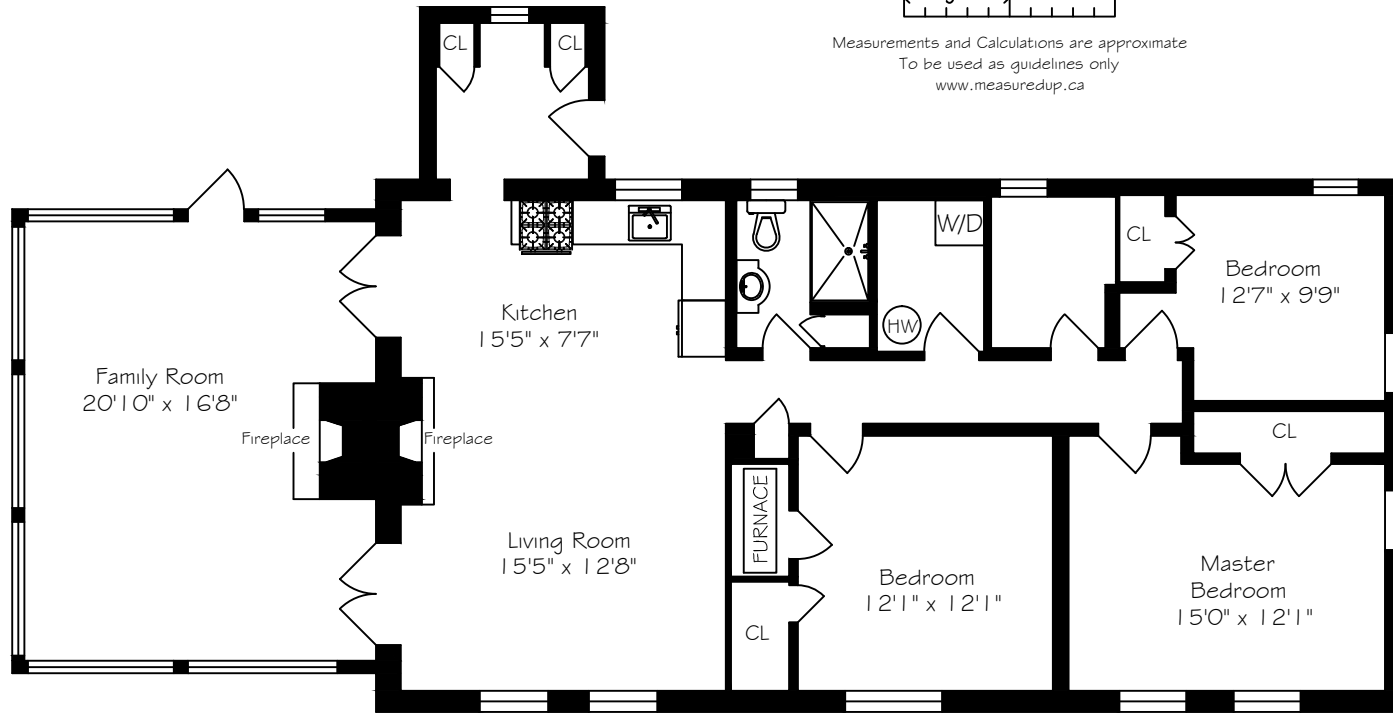 Measurements and Calculations are approximate
To be used as guidelines only
www.measuredup.ca
CL
CL
W/D
HW
CL
Bedroom
12'7" x 9'9"
Kitchen
15'5" x 7'7"
Family Room
20'10" x 16'8"
Fireplace
Fireplace
CL
FURNACE
Living Room
15'5" x 12'8"
CL
Bedroom
12'1" x 12'1"
Master
Bedroom
15'0" x 12'1"